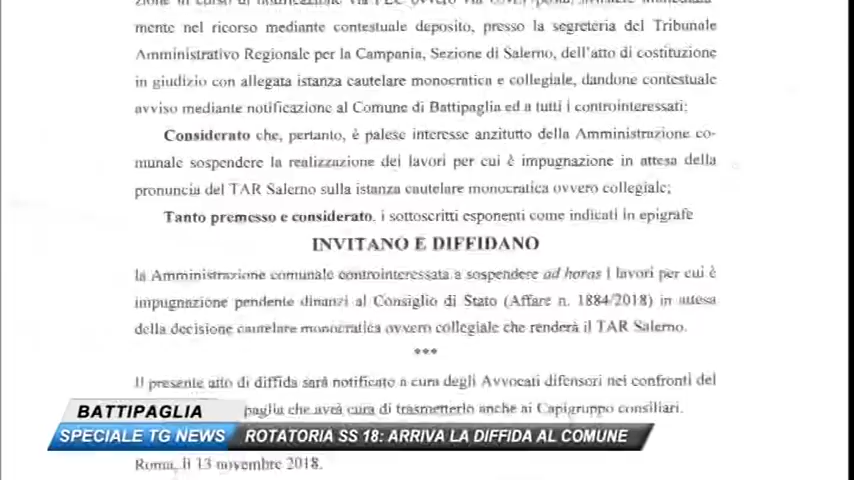 mente nel ricorso mediante contestuale deposito, presso la segreteria del Tribunale
Amministrativo Regionale per la Campania, Sezione di Salerno, dell'atto di costituzione
in giudizio con allegata istanza cautelare monocratica e collegiale, dandone contestuale
avviso mediante notificazione al Comune di Battipaglia ed a tutti i controinteressati;
Considerato che, pertanto, è palese interesse anzitutto della Amministrazione co-
munale sospendere la realizzazione dei lavori per cui è impugnazione in attesa della
pronuncia del TAR Salerno sulla istanza cautelare monocratica ovvero collegiale;
Tanto premesso e considerato, i sottoscritti esponenti come indicati in epigrafe
INVITANO E DIFFIDANO
la Amministrazione comunale controinteressata a sospendere ad horas i lavori per cui è
impugnazione pendente dinanzi al Consiglio di Stato (Affare n. 1884/2018) in attesa
della decisione cautelare monocratica ovvero collegiale che renderà il TAR Salerno.
***
Il presente atto di diffida sarà notificato a cura degli Avvocati difensori nei confronti del
paglia che avrà cura di trasmetterlo anche ai Capigruppo consiliari.
BATTIPAGLIA
SPECIALE TG NEWS ROTATORIA SS 18: ARRIVA LA DIFFIDA AL COMUNE
Roma, lì 13 novembre 2018.